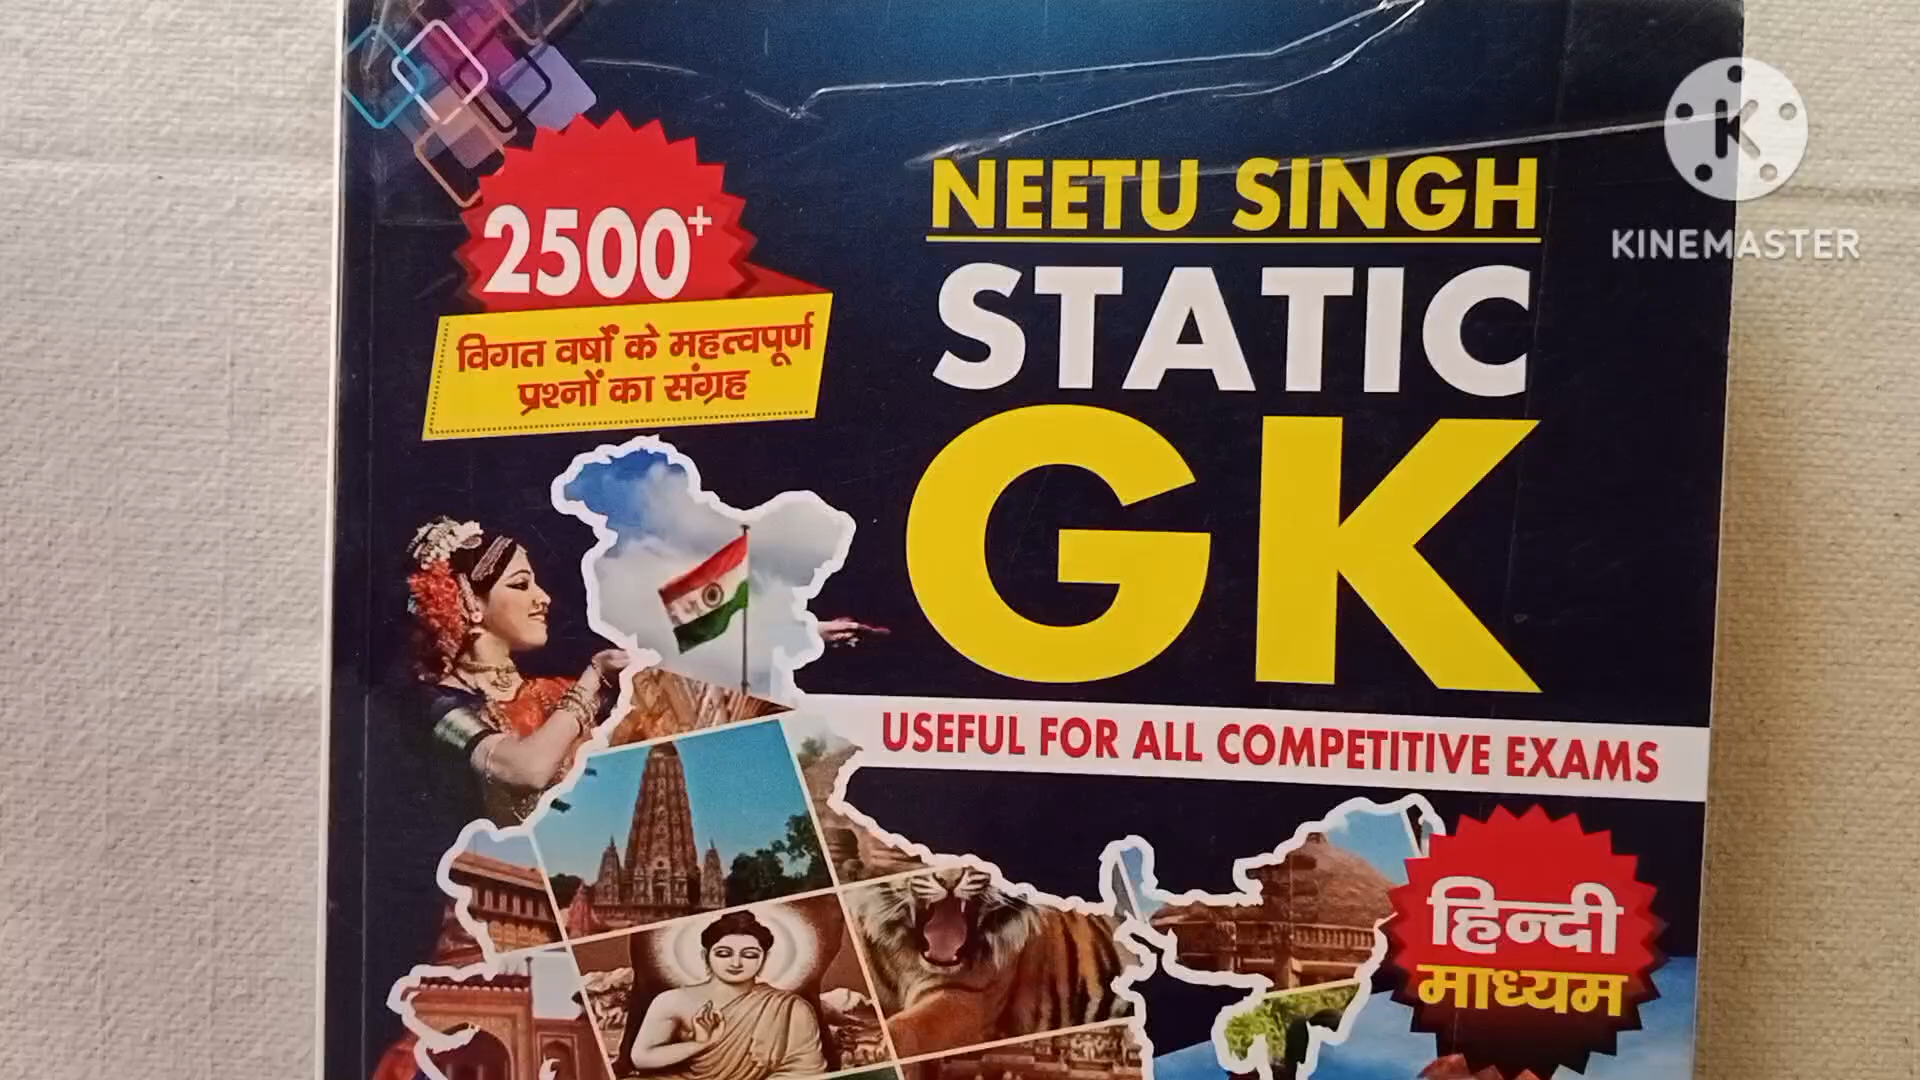 2500+
विगत वर्षों के महत्वपूर्ण
प्रश्नों का संग्रह
NEETU SINGH
STATIC
GK
USEFUL FOR ALL COMPETITIVE EXAMS
हिन्दी
माध्यम
K
KINEMASTER